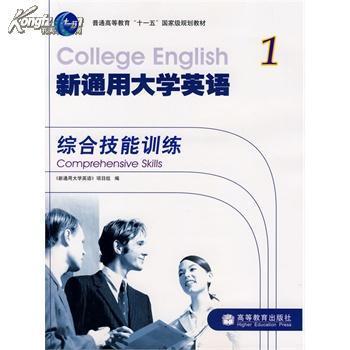 普通高等教育“十一五”国家级规划教材
College English
1
新通用大学英语
综合技能训练
Comprehensive Skills
《新通用大学英语》项目组 编
高等教育出版社
Higher Education Press